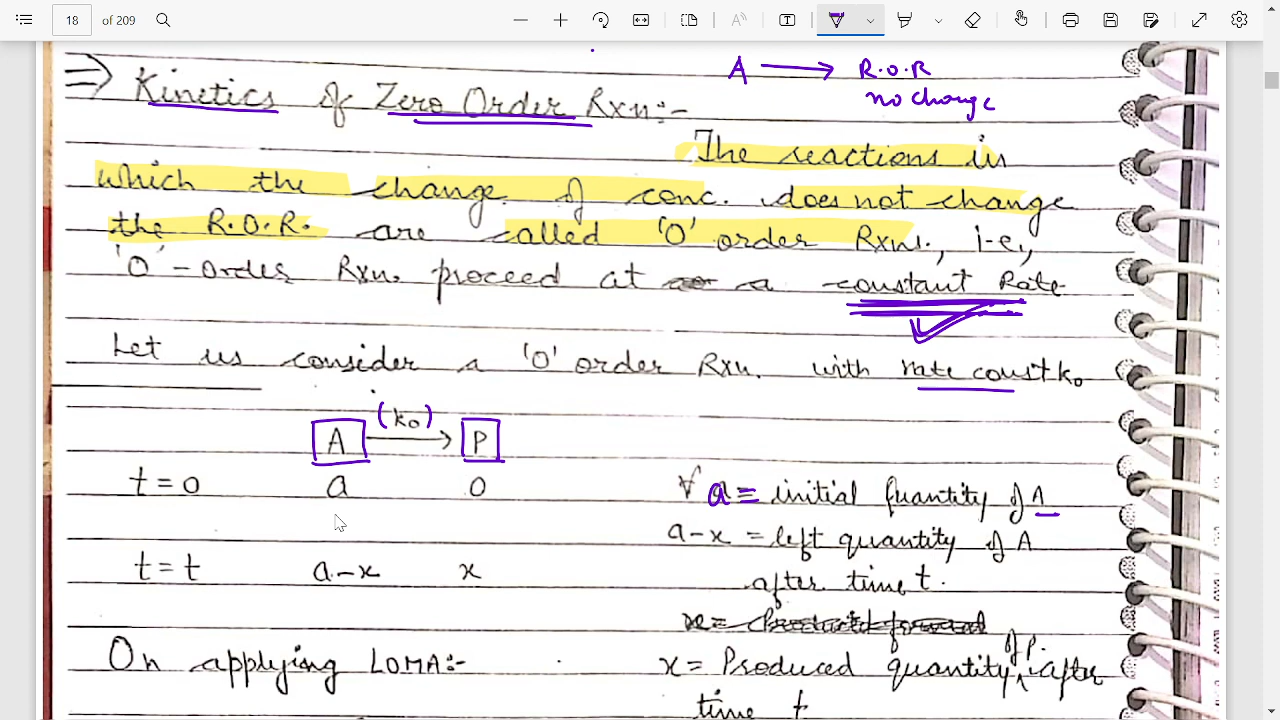 18 of 209
A → R.O.R
no change
⇒ Kinetics of Zero Order Rxn:-
The reactions in
which the change of conc. does not change
the R.O.R. are called 'O' order Rxns., i.e.,
'O'-Order Rxn. proceed at a constant Rate
Let us consider a 'O' order Rxn. with rate const k₀
(k₀)
A → P
t = 0 a 0 ∀ a = initial quantity of A
a-x = left quantity of A
t = t a-x x after time t.
x = Product formed
On applying LOMA:- x = Produced quantity of P. after
time t